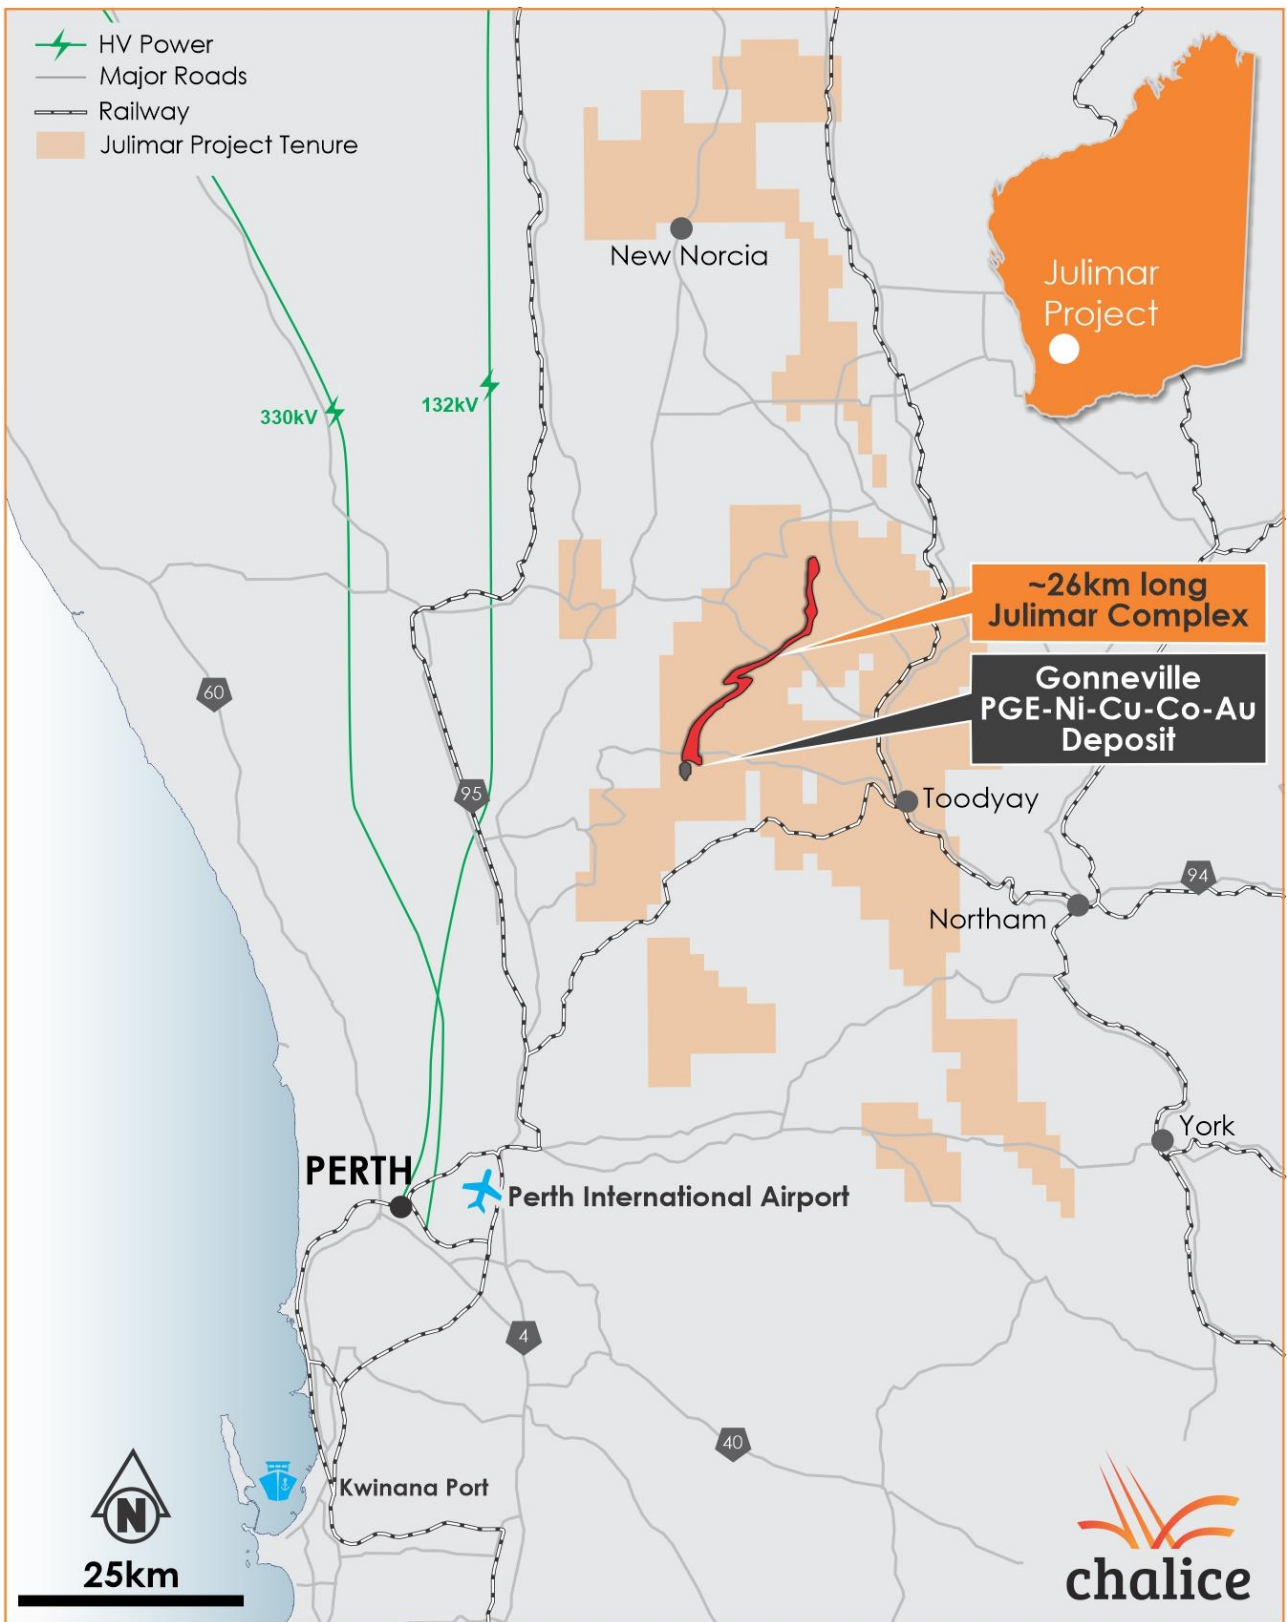 HV Power
Major Roads
Railway
Julimar Project Tenure
New Norcia
Julimar
Project
330kV
132kV
~26km long
Julimar Complex
Gonneville
PGE-Ni-Cu-Co-Au
Deposit
60
95
Toodyay
94
Northam
York
PERTH
Perth International Airport
4
40
Kwinana Port
N
25km
chalice